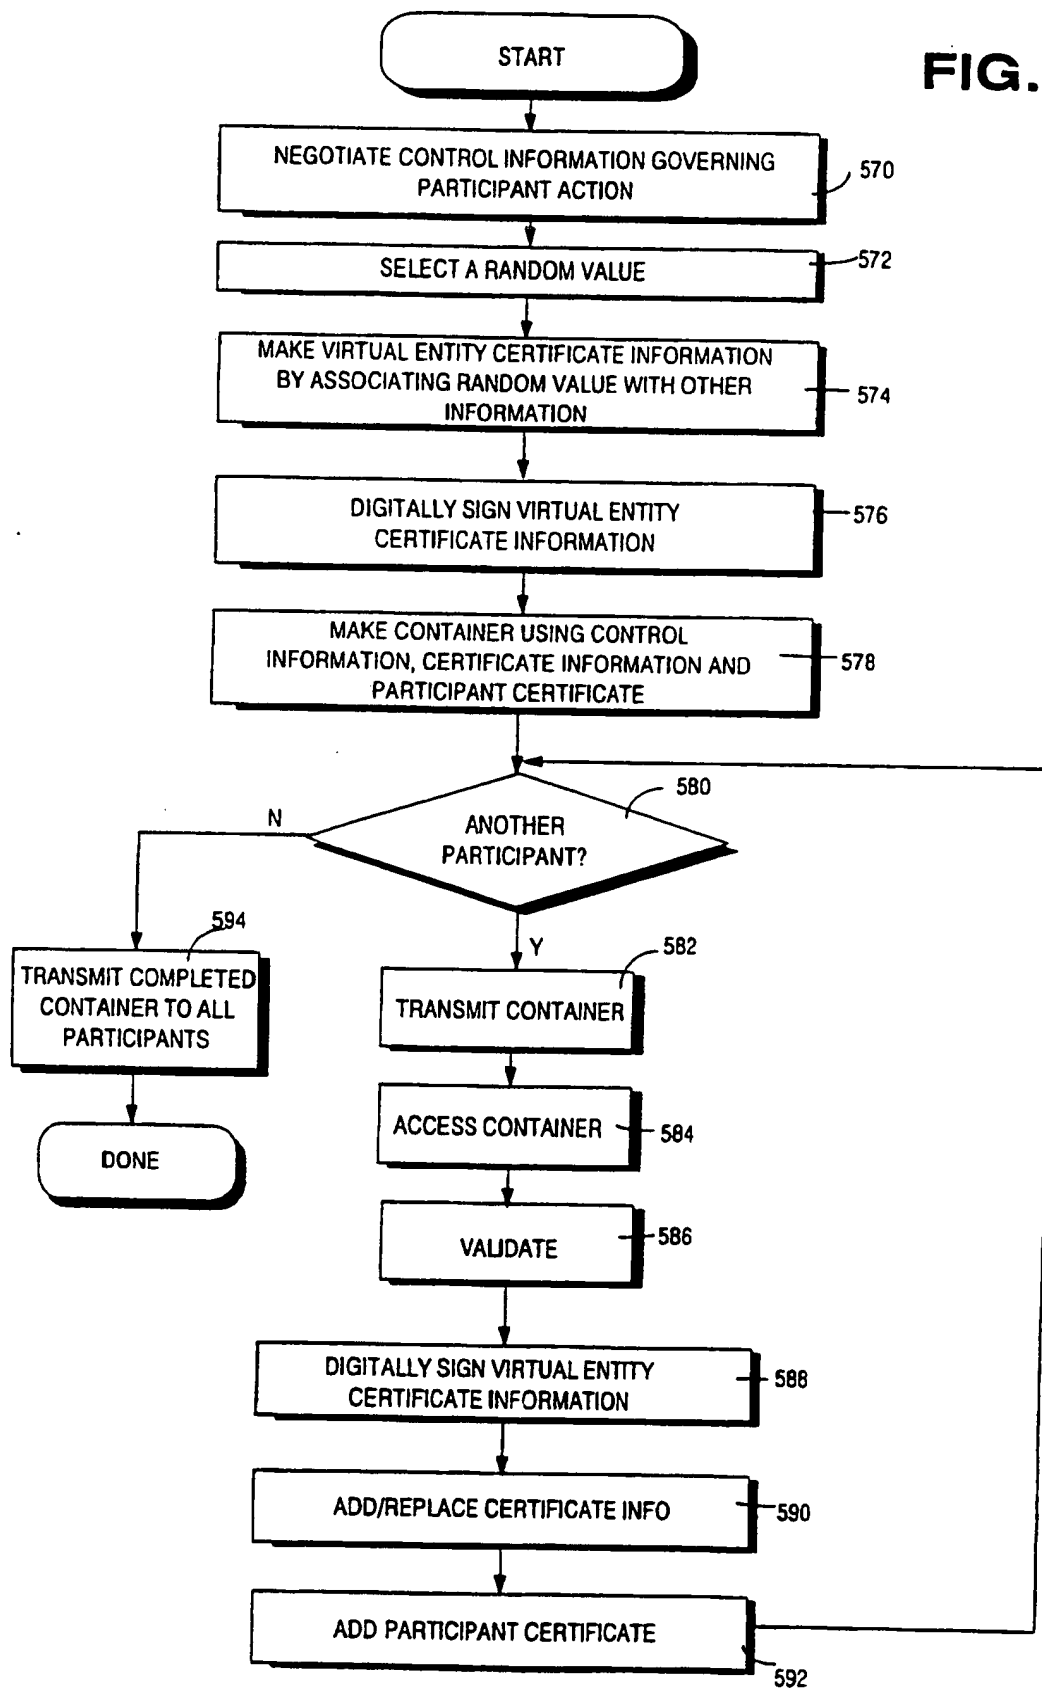 START
FIG.
NEGOTIATE CONTROL INFORMATION GOVERNING
PARTICIPANT ACTION
570
SELECT A RANDOM VALUE
572
MAKE VIRTUAL ENTITY CERTIFICATE INFORMATION
BY ASSOCIATING RANDOM VALUE WITH OTHER
INFORMATION
574
DIGITALLY SIGN VIRTUAL ENTITY
CERTIFICATE INFORMATION
576
MAKE CONTAINER USING CONTROL
INFORMATION, CERTIFICATE INFORMATION AND
PARTICIPANT CERTIFICATE
578
580
ANOTHER
PARTICIPANT?
N
Y
594
TRANSMIT COMPLETED
CONTAINER TO ALL
PARTICIPANTS
DONE
582
TRANSMIT CONTAINER
ACCESS CONTAINER
584
VALIDATE
586
DIGITALLY SIGN VIRTUAL ENTITY
CERTIFICATE INFORMATION
588
ADD/REPLACE CERTIFICATE INFO
590
ADD PARTICIPANT CERTIFICATE
592